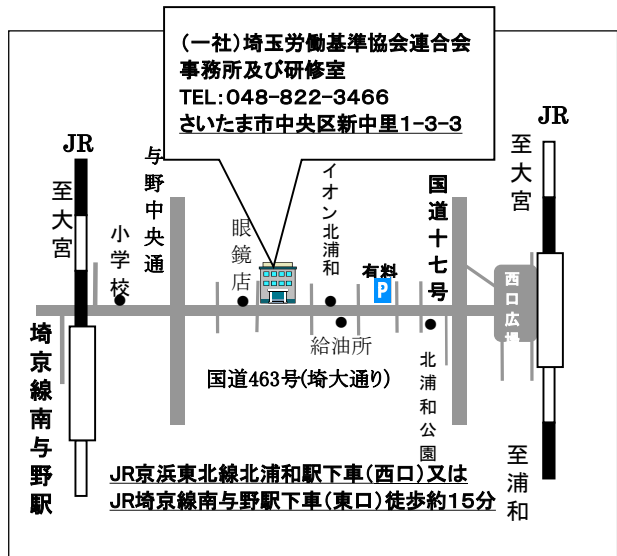 (一社)埼玉労働基準協会連合会
事務所及び研修室
TEL:048-822-3466
さいたま市中央区新中里1-3-3
JR
至大宮
小学校
与野中央通
眼鏡店
イオン北浦和
有料
P
国道十七号
JR
至大宮
西口広場
埼京線南与野駅
給油所
国道463号(埼大通り)
北浦和公園
至浦和
JR京浜東北線北浦和駅下車(西口)又は
JR埼京線南与野駅下車(東口)徒歩約15分